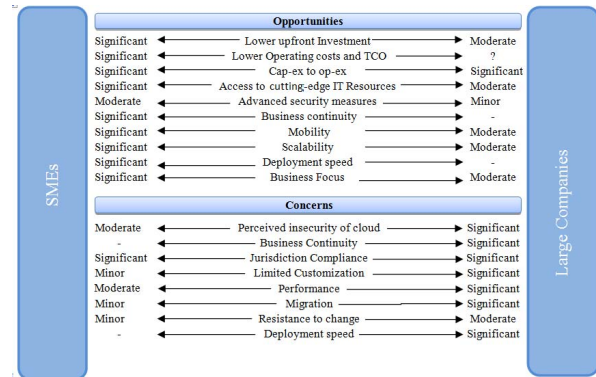 Opportunities
Significant Lower upfront Investment Moderate
Significant Lower Operating costs and TCO ?
Significant Cap-ex to op-ex Significant
Significant Access to cutting-edge IT Resources Moderate
Moderate Advanced security measures Minor
Significant Business continuity -
Significant Mobility Moderate
Significant Scalability Moderate
Significant Deployment speed -
Significant Business Focus Moderate
SMEs
Large Companies
Concerns
Moderate Perceived insecurity of cloud Significant
- Business Continuity Significant
Significant Jurisdiction Compliance Significant
Minor Limited Customization Significant
Moderate Performance Significant
Minor Migration Significant
Minor Resistance to change Moderate
- Deployment speed Significant